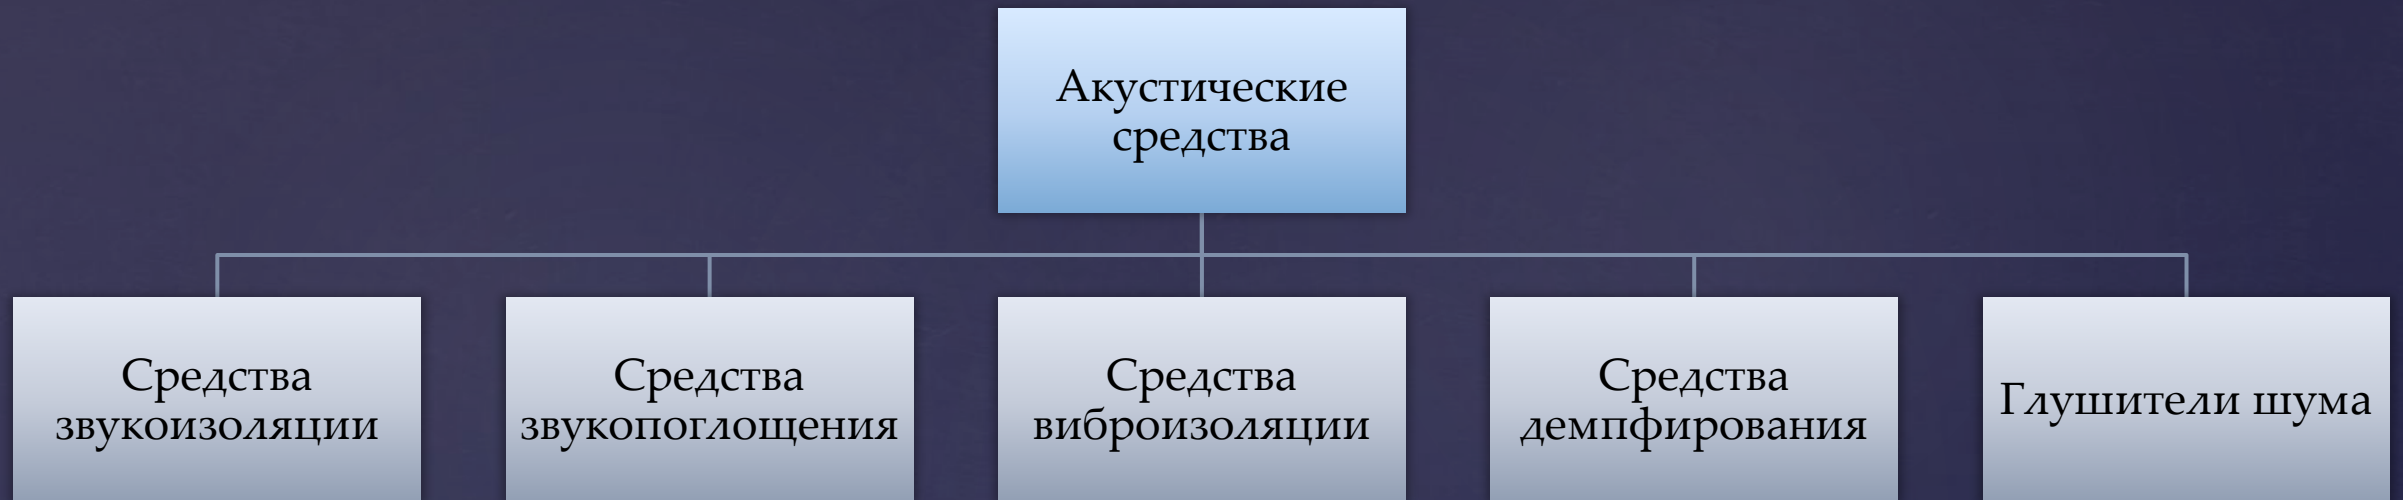 Акустические
средства
Средства
звукоизоляции
Средства
звукопоглощения
Средства
виброизоляции
Средства
демпфирования
Глушители шума